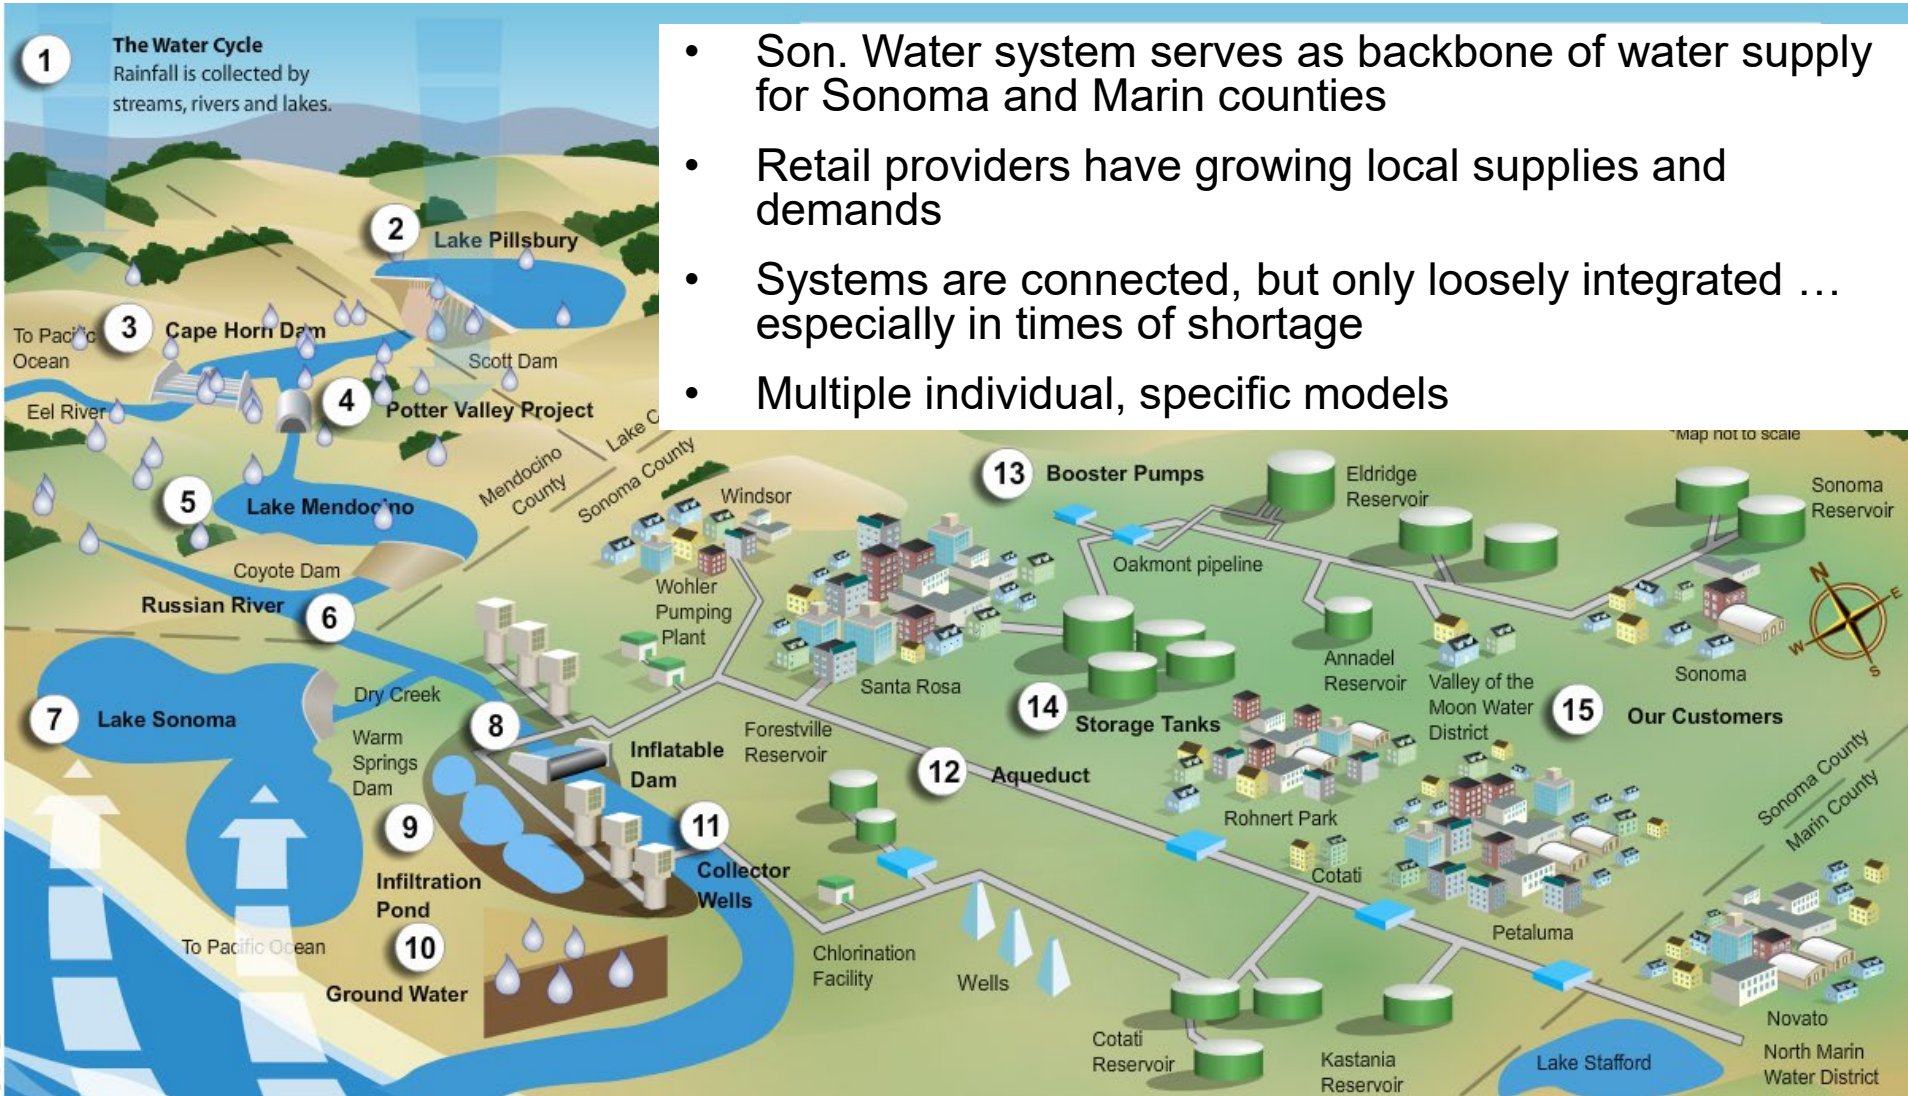 1
The Water Cycle
Rainfall is collected by
streams, rivers and lakes.
• Son. Water system serves as backbone of water supply
for Sonoma and Marin counties
• Retail providers have growing local supplies and
demands
• Systems are connected, but only loosely integrated …
especially in times of shortage
• Multiple individual, specific models
2
Lake Pillsbury
3
Cape Horn Dam
To Pacific
Ocean
Scott Dam
Eel River
4
Potter Valley Project
Lake C
Mendocino
County
Sonoma County
*Map not to scale
5
Lake Mendocino
Coyote Dam
Russian River
6
Windsor
Wohler
Pumping
Plant
Santa Rosa
13
Booster Pumps
Eldridge
Reservoir
Oakmont pipeline
Sonoma
Reservoir
N
E
W
S
Annadel
Reservoir
Valley of the
Moon Water
District
Sonoma
15
Our Customers
14
Storage Tanks
7
Lake Sonoma
Dry Creek
Warm
Springs
Dam
8
Inflatable
Dam
Forestville
Reservoir
12
Aqueduct
Rohnert Park
Cotati
Sonoma County
Marin County
9
Infiltration
Pond
11
Collector
Wells
10
Ground Water
To Pacific Ocean
Chlorination
Facility
Wells
Petaluma
Cotati
Reservoir
Kastania
Reservoir
Lake Stafford
Novato
North Marin
Water District